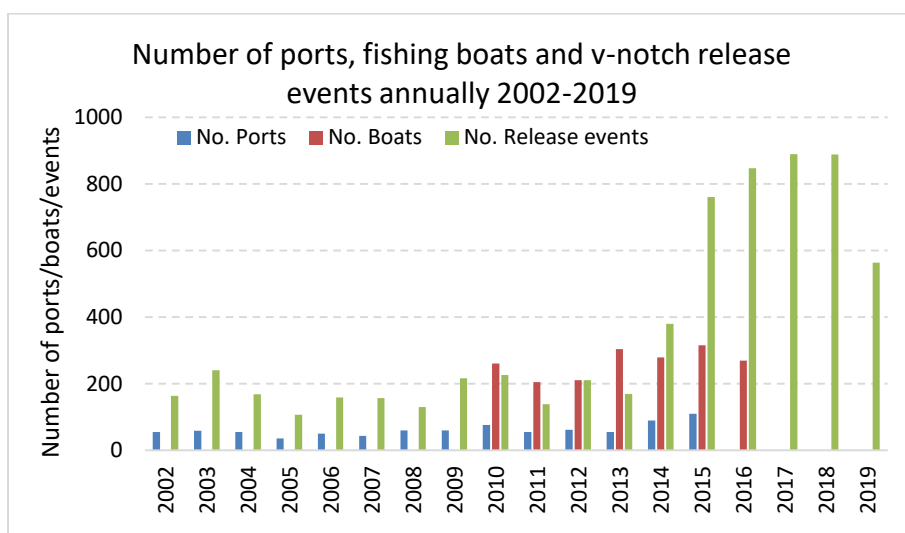 Number of ports, fishing boats and v-notch release
events annually 2002-2019
No. Ports No. Boats No. Release events
Number of ports/boats/events
1000
800
600
400
200
0
2002 2003 2004 2005 2006 2007 2008 2009 2010 2011 2012 2013 2014 2015 2016 2017 2018 2019